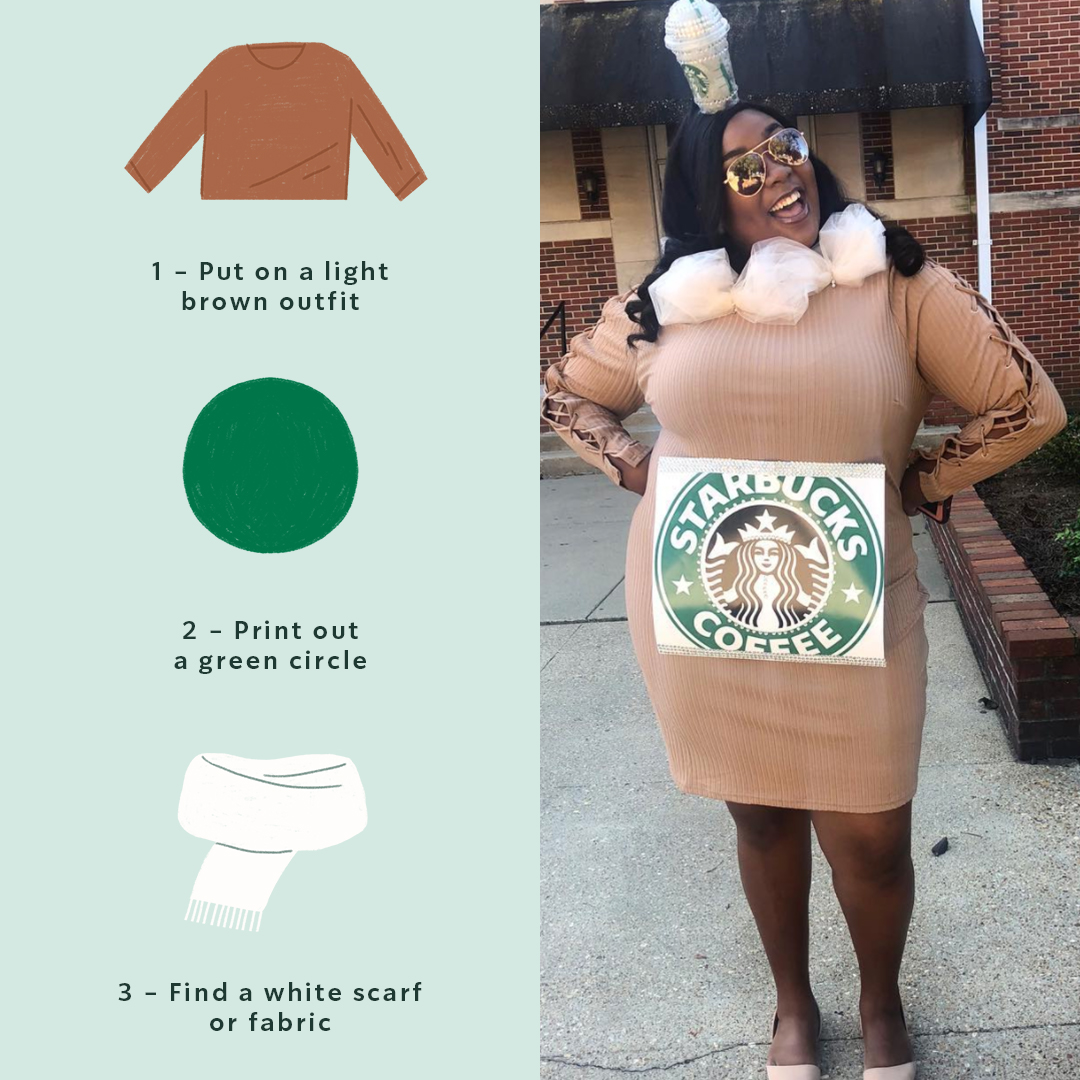 1 – Put on a light
brown outfit
2 – Print out
a green circle
3 – Find a white scarf
or fabric
STARBUCKS
COFFEE